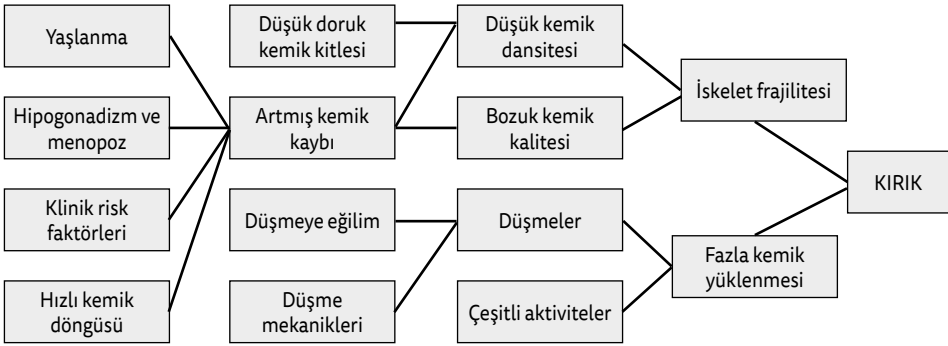 Yaşlanma
Hipogonadizm ve
menopoz
Klinik risk
faktörleri
Hızlı kemik
döngüsü
Düşük doruk
kemik kitlesi
Artmış kemik
kaybı
Düşmeye eğilim
Düşme
mekanikleri
Düşük kemik
dansitesi
Bozuk kemik
kalitesi
Düşmeler
Çeşitli aktiviteler
İskelet frajilitesi
Fazla kemik
yüklenmesi
KIRIK